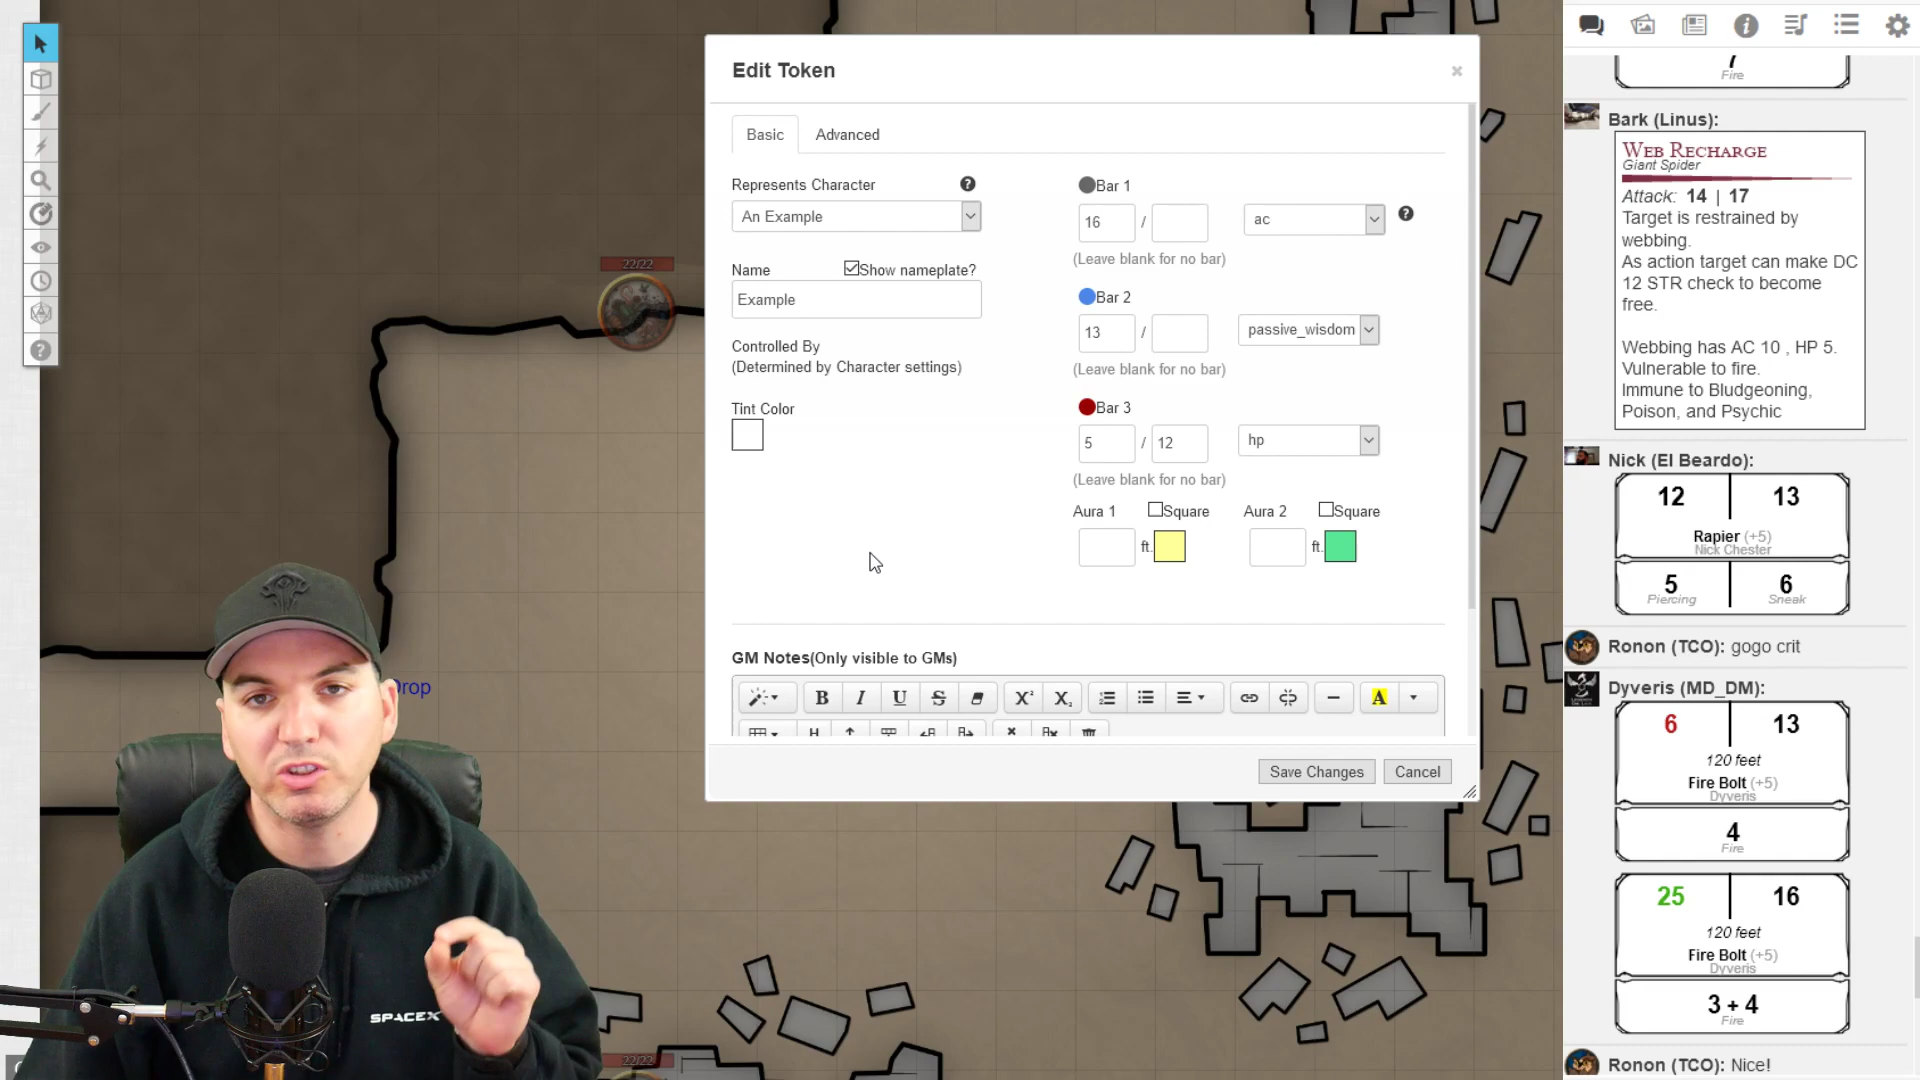 22/22
Drop
SPACEX
22/22
Edit Token
×
Basic
Advanced
Represents Character
An Example
Name
Show nameplate?
Example
Controlled By
(Determined by Character settings)
Tint Color
Bar 1
16 /
ac
(Leave blank for no bar)
Bar 2
13 /
passive_wisdom
(Leave blank for no bar)
Bar 3
5 / 12
hp
(Leave blank for no bar)
Aura 1 Square
ft.
Aura 2 Square
ft.
GM Notes(Only visible to GMs)
B I U S X² X₂ A
H
Save Changes
Cancel
7
Fire
Bark (Linus):
Web Recharge
Giant Spider
Attack: 14 | 17
Target is restrained by
webbing.
As action target can make DC
12 STR check to become
free.
Webbing has AC 10 , HP 5.
Vulnerable to fire.
Immune to Bludgeoning,
Poison, and Psychic
Nick (El Beardo):
12 13
Rapier (+5)
Nick Chester
5 6
Piercing Sneak
Ronon (TCO): gogo crit
Dyveris (MD_DM):
6 13
120 feet
Fire Bolt (+5)
Dyveris
4
Fire
25 16
120 feet
Fire Bolt (+5)
Dyveris
3 + 4
Fire
Ronon (TCO): Nice!